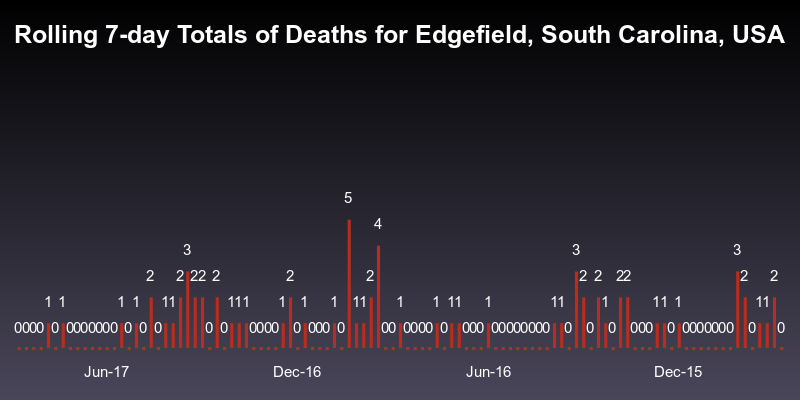 Rolling 7-day Totals of Deaths for Edgefield, South Carolina, USA
5
4
3 3 3
2 2 22 2 2 2 2 2 22 2 2
1 1 1 1 11 111 1 1 1 11 1 1 11 1 11 1 11 1 11 2
0000 0 0000000 0 0 0 0 0 0000 0 000 0 00 0000 0 000 00000000 0 0 0 000 0 0000000 0 0
Jun-17 Dec-16 Jun-16 Dec-15